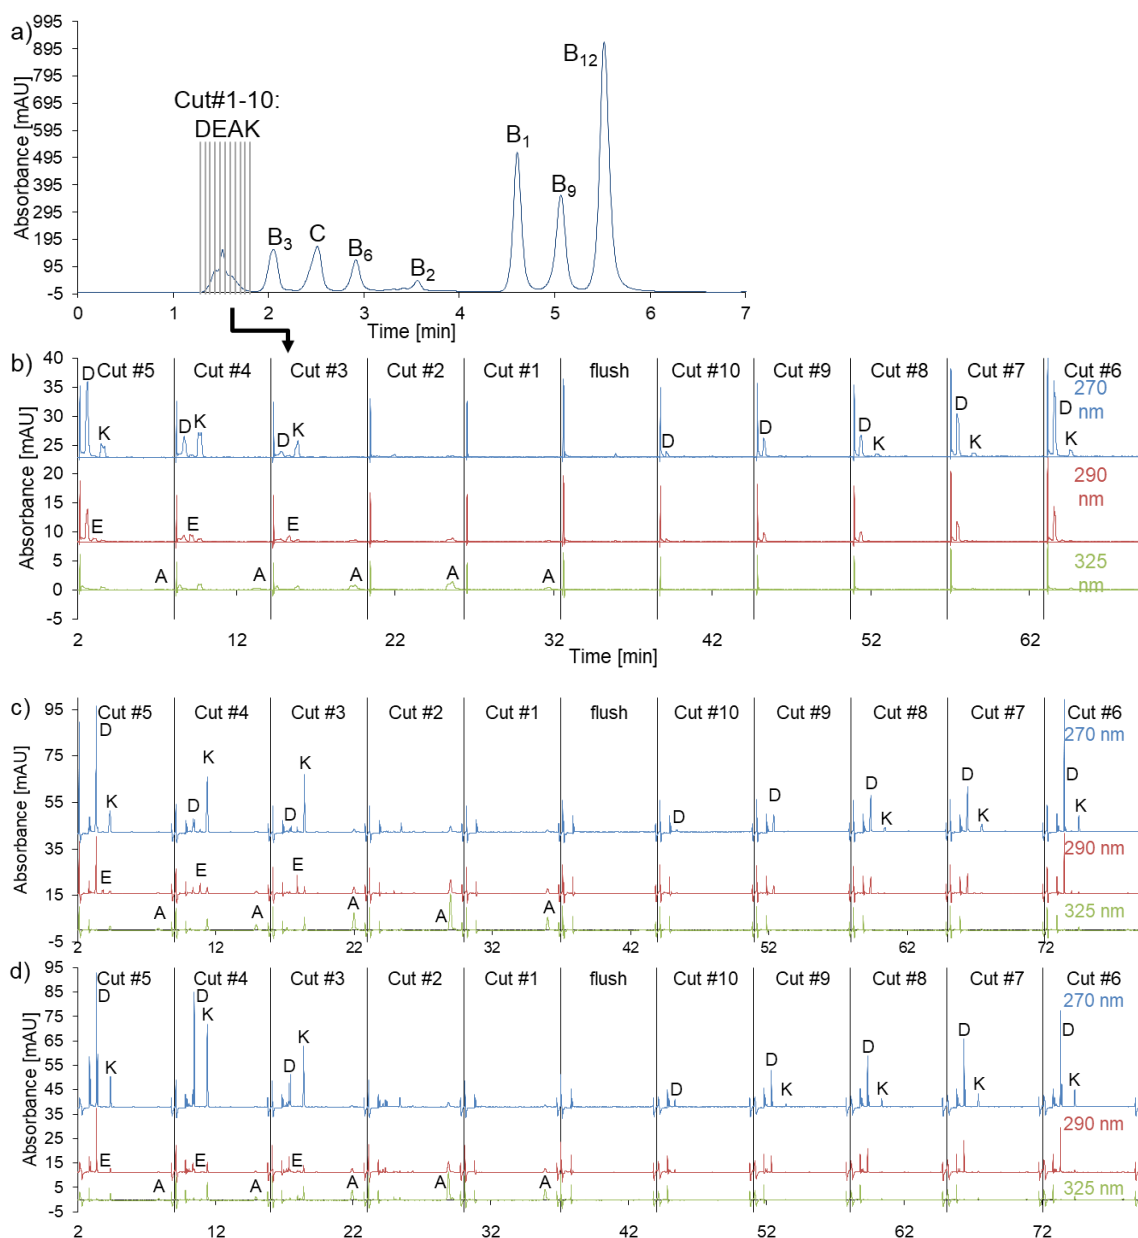 a)
Absorbance [mAU]
995
895
795
695
595
495
395
295
195
95
-5
Cut#1-10:
DEAK
B3
C
B6
B2
B1
B9
B12
0 1 2 3 4 5 6 7
Time [min]
b)
Absorbance [mAU] Absorbance [mAU]
40
35
30
25
20
15
10
5
0
-5
Cut #5 Cut #4 Cut #3 Cut #2 Cut #1 flush Cut #10 Cut #9 Cut #8 Cut #7 Cut #6
270
nm
D K D K D K D D D K D K D K
290
nm
E E E
325
nm
A A A A A
2 12 22 32 42 52 62
Time [min]
c)
Absorbance [mAU]
95
75
55
35
15
-5
Cut #5 Cut #4 Cut #3 Cut #2 Cut #1 flush Cut #10 Cut #9 Cut #8 Cut #7 Cut #6
270 nm
D K D K D K D D D K D K D K
290 nm
E E E
325 nm
A A A A A
2 12 22 32 42 52 62 72
d)
Absorbance [mAU]
95
85
75
65
55
45
35
25
15
5
-5
Cut #5 Cut #4 Cut #3 Cut #2 Cut #1 flush Cut #10 Cut #9 Cut #8 Cut #7 Cut #6
270 nm
D K D K D K D D K D K D K D K
290 nm
E E E
325 nm
A A A A A
2 12 22 32 42 52 62 72